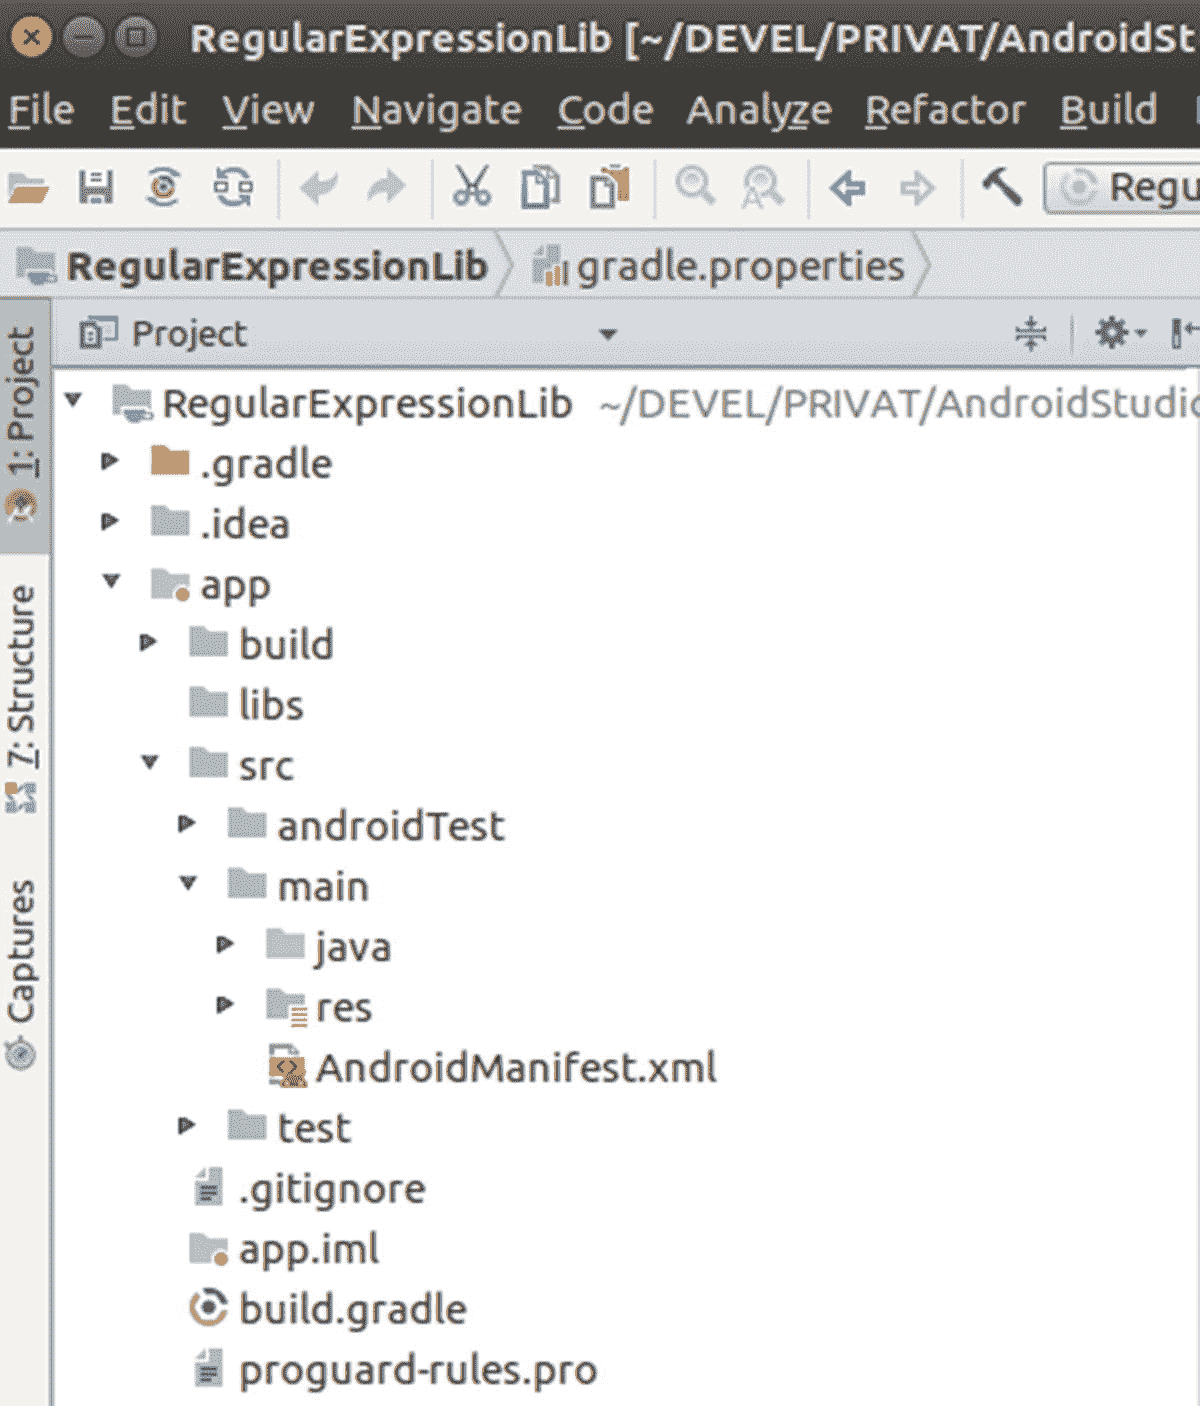 RegularExpressionLib [~/DEVEL/PRIVAT/AndroidSt
File Edit View Navigate Code Analyze Refactor Build
Regu
RegularExpressionLib gradle.properties
Project
1: Project
7: Structure
Captures
RegularExpressionLib ~/DEVEL/PRIVAT/AndroidStudio
.gradle
.idea
app
build
libs
src
androidTest
main
java
res
AndroidManifest.xml
test
.gitignore
app.iml
build.gradle
proguard-rules.pro